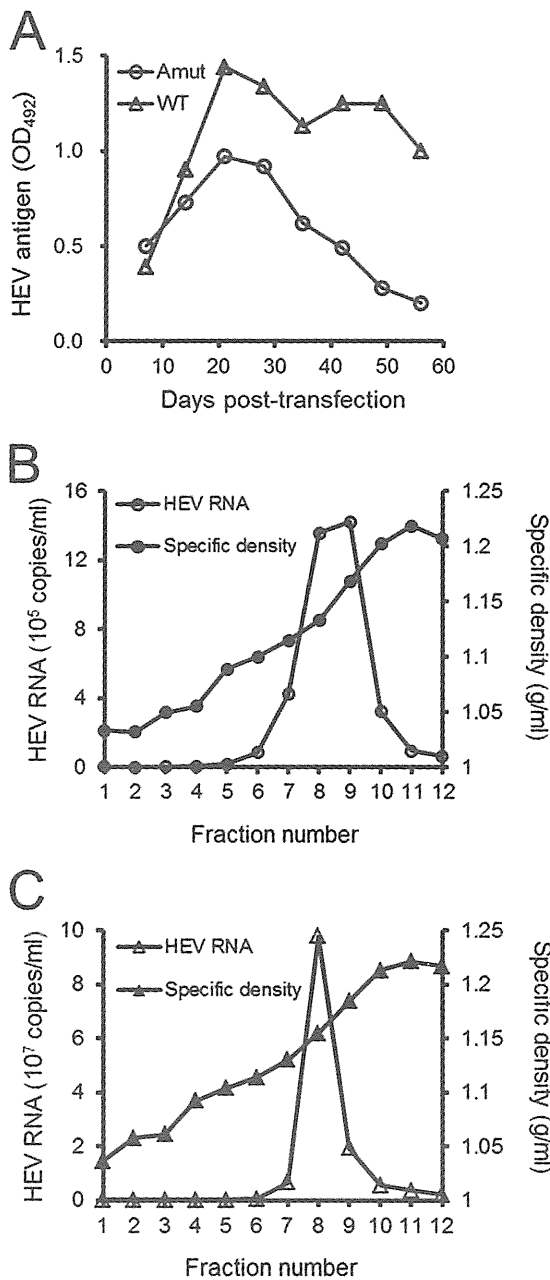 A
HEV antigen (OD492)
1.5
1.0
0.5
0.0
Amut
WT
0 10 20 30 40 50 60
Days post-transfection
B
HEV RNA (10⁵ copies/ml)
16
12
8
4
0
HEV RNA
Specific density
1.25
1.2
1.15
1.1
1.05
1
Specific density (g/ml)
1 2 3 4 5 6 7 8 9 10 11 12
Fraction number
C
HEV RNA (10⁷ copies/ml)
10
8
6
4
2
0
HEV RNA
Specific density
1.25
1.2
1.15
1.1
1.05
1
Specific density (g/ml)
1 2 3 4 5 6 7 8 9 10 11 12
Fraction number